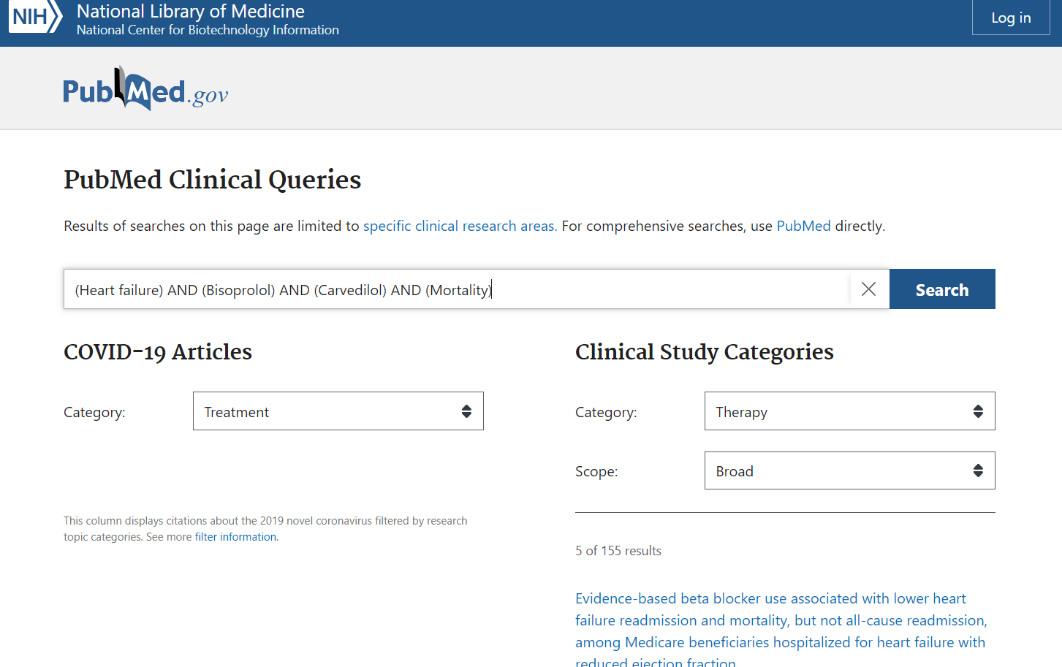 NIH
National Library of Medicine
National Center for Biotechnology Information
Log in
PubMed.gov
PubMed Clinical Queries
Results of searches on this page are limited to specific clinical research areas. For comprehensive searches, use PubMed directly.
(Heart failure) AND (Bisoprolol) AND (Carvedilol) AND (Mortality)
Search
COVID-19 Articles
Category:
Treatment
This column displays citations about the 2019 novel coronavirus filtered by research
topic categories. See more filter information.
Clinical Study Categories
Category:
Therapy
Scope:
Broad
5 of 155 results
Evidence-based beta blocker use associated with lower heart
failure readmission and mortality, but not all-cause readmission,
among Medicare beneficiaries hospitalized for heart failure with
reduced ejection fraction